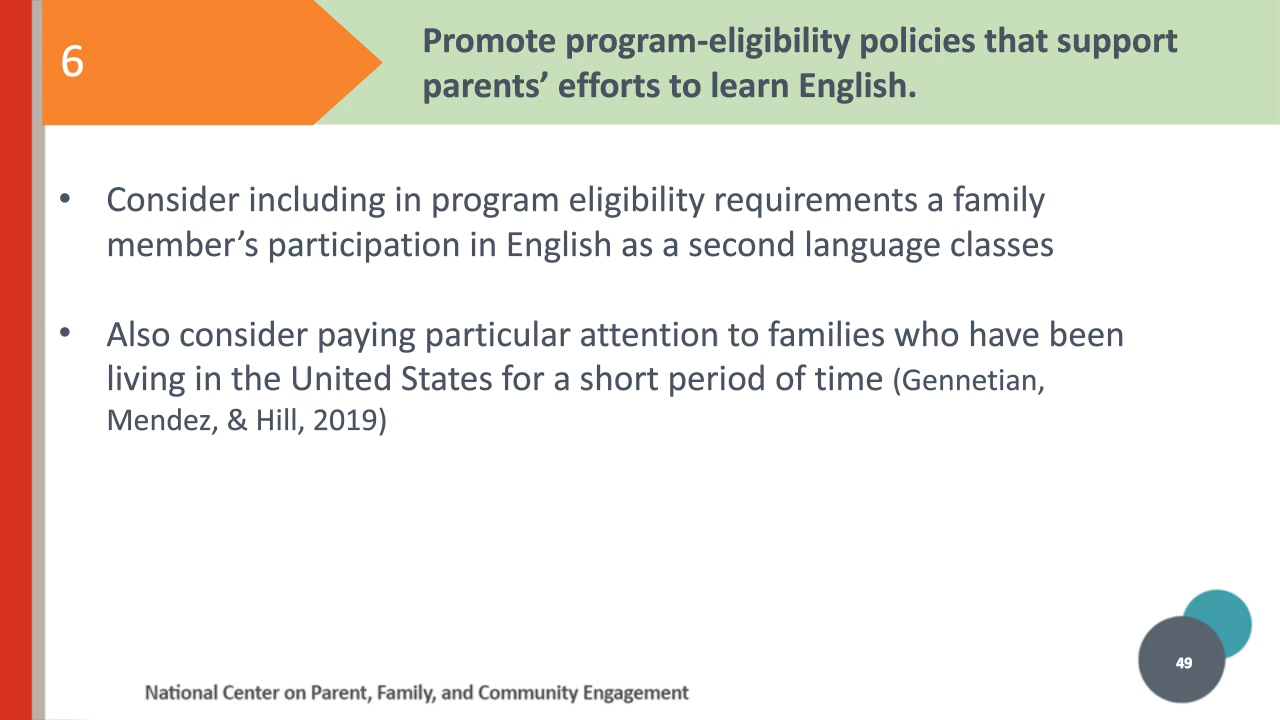 6
Promote program-eligibility policies that support
parents’ efforts to learn English.
• Consider including in program eligibility requirements a family
member’s participation in English as a second language classes
• Also consider paying particular attention to families who have been
living in the United States for a short period of time (Gennetian,
Mendez, & Hill, 2019)
49
National Center on Parent, Family, and Community Engagement